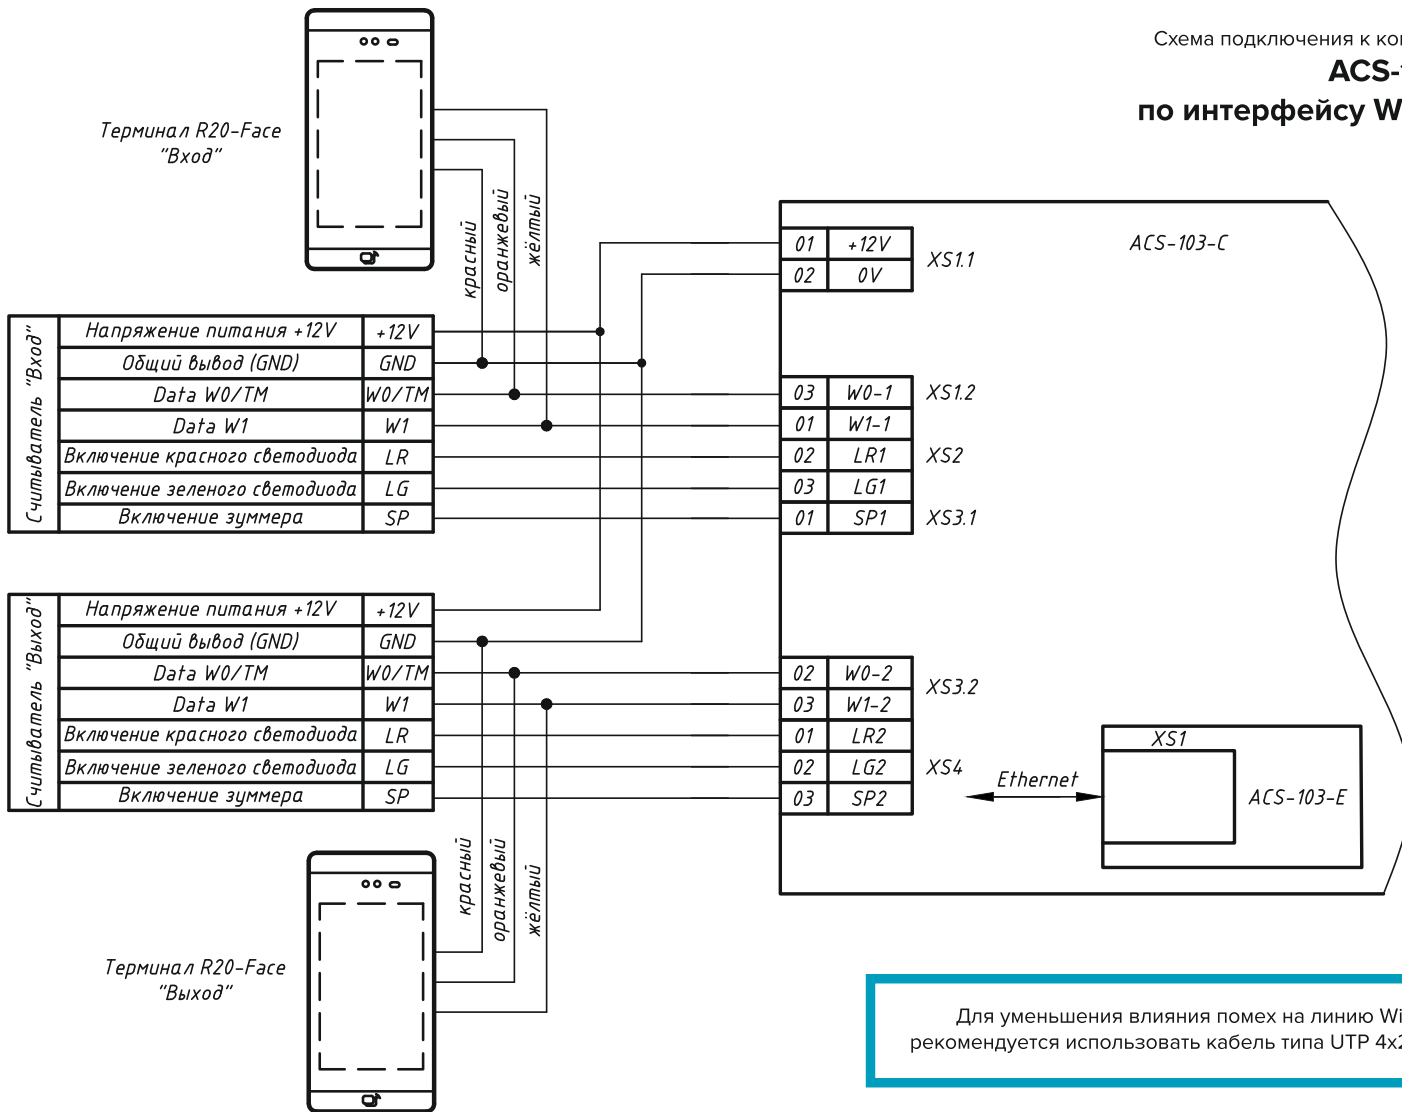 Схема подключения к
ACS-
по интерфейсу
Терминал R20-Face
"Вход"
красный
оранжевый
жёлтый
ACS-103-C
01 +12V
02 0V
XS1.1
Считыватель "Вход"
Напряжение питания +12V +12V
Общий вывод (GND) GND
Data W0/TM W0/TM
Data W1 W1
Включение красного светодиода LR
Включение зеленого светодиода LG
Включение зуммера SP
03 W0-1 XS1.2
01 W1-1
02 LR1 XS2
03 LG1
01 SP1 XS3.1
Считыватель "Выход"
Напряжение питания +12V +12V
Общий вывод (GND) GND
Data W0/TM W0/TM
Data W1 W1
Включение красного светодиода LR
Включение зеленого светодиода LG
Включение зуммера SP
02 W0-2
XS3.2
03 W1-2
01 LR2
02 LG2 XS4
03 SP2
Ethernet
XS1
ACS-103-E
красный
оранжевый
жёлтый
Терминал R20-Face
"Выход"
Для уменьшения влияния помех на линию
рекомендуется использовать кабель типа UTP 4x2